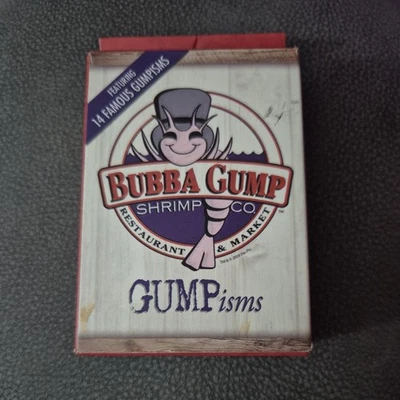 FEATURING
14 FAMOUS GUMPISMS
BUBBA GUMP
SHRIMP CO
RESTAURANT & MARKET
GUMPisms